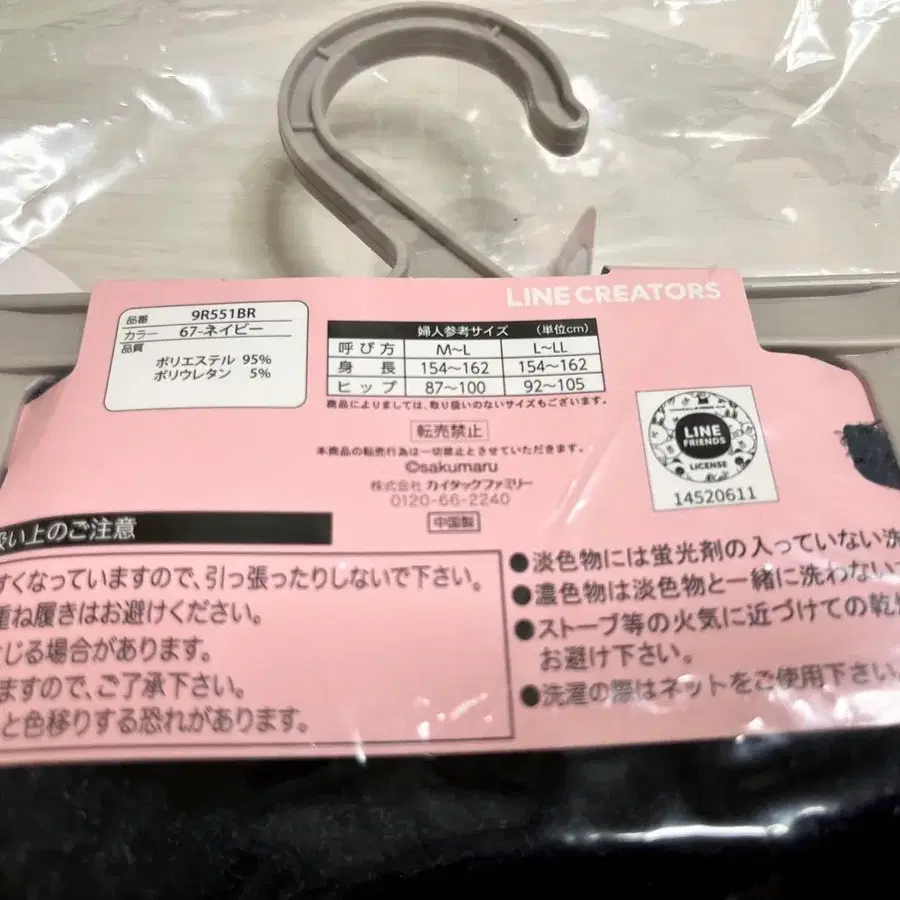 LINE CREATORS
品番 9R551BR
カラー 67-ネイビー
品質
ポリエステル 95%
ポリウレタン 5%
婦人参考サイズ (単位cm)
呼び方 M~L L~LL
身長 154~162 154~162
ヒップ 87~100 92~105
商品によりましては、取り扱いのないサイズもございます。
転売禁止
本商品の転売行為は一切禁止とさせていただきます。
©sakumaru
株式会社 カイタックファミリー
0120-66-2240
中国製
LINE
FRIENDS
LICENSE
14520611
扱い上のご注意
すくなっていますので、引っ張ったりしないで下さい。
重ね履きはお避けください。
じる場合があります。
ますので、ご了承下さい。
と色移りする恐れがあります。
●淡色物には蛍光剤の入っていない洗
●濃色物は淡色物と一緒に洗わないで
●ストーブ等の火気に近づけての乾燥
お避け下さい。
●洗濯の際はネットをご使用下さい。